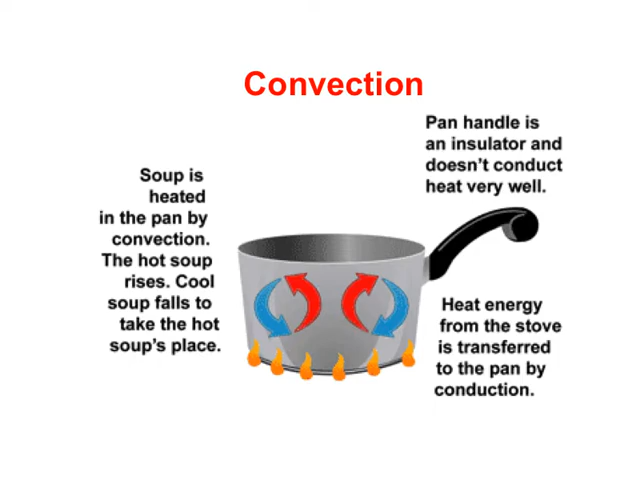 Convection
Pan handle is
an insulator and
doesn't conduct
heat very well.
Soup is
heated
in the pan by
convection.
The hot soup
rises. Cool
soup falls to
take the hot
soup's place.
Heat energy
from the stove
is transferred
to the pan by
conduction.